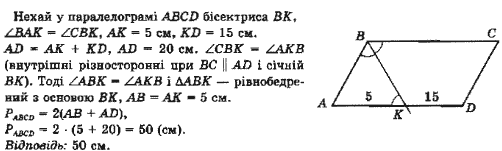 Нехай у паралелограмі ABCD бісектриса BK,
∠BAK = ∠CBK, AK = 5 см, KD = 15 см.
AD = AK + KD, AD = 20 см. ∠CBK = ∠AKB
(внутрішні різносторонні при BC ∥ AD і січній
BK). Тоді ∠ABK = ∠AKB і ΔABK — рівнобедре-
ний з основою BK, AB = AK = 5 см.
P_ABCD = 2(AB + AD),
P_ABCD = 2 · (5 + 20) = 50 (см).
Відповідь: 50 см.
B C
5 15
A K D